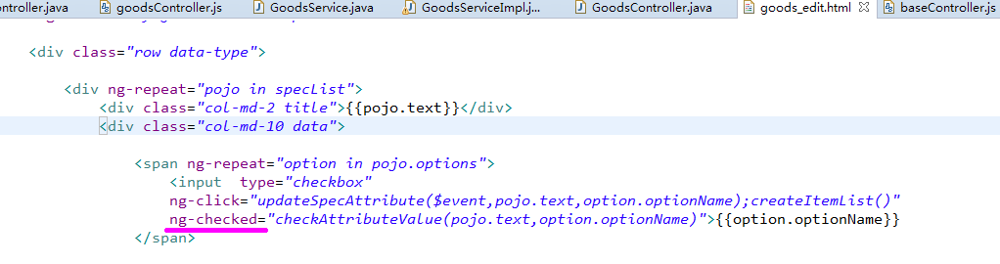 ontroller.java goodsController.js GoodsService.java GoodsServiceImpl.j... GoodsController.java goods_edit.html baseController.js
<div class="row data-type">
<div ng-repeat="pojo in specList">
<div class="col-md-2 title">{{pojo.text}}</div>
<div class="col-md-10 data">
<span ng-repeat="option in pojo.options">
<input type="checkbox"
ng-click="updateSpecAttribute($event,pojo.text,option.optionName);createItemList()"
ng-checked="checkAttributeValue(pojo.text,option.optionName)">{{option.optionName}}
</span>